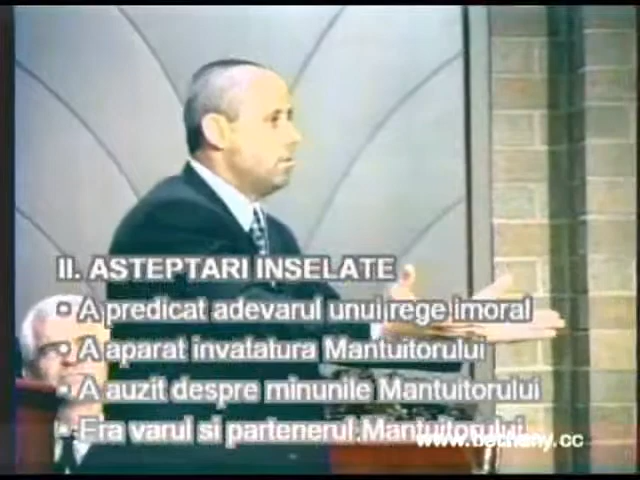 II. ASTEPTARI INSELATE
• A predicat adevarul unui rege imoral
• A aparat invatatura Mantuitorului
• A auzit despre minunile Mantuitorului
• Era varul si partenerul Mantuitorului
www.bethany.cc